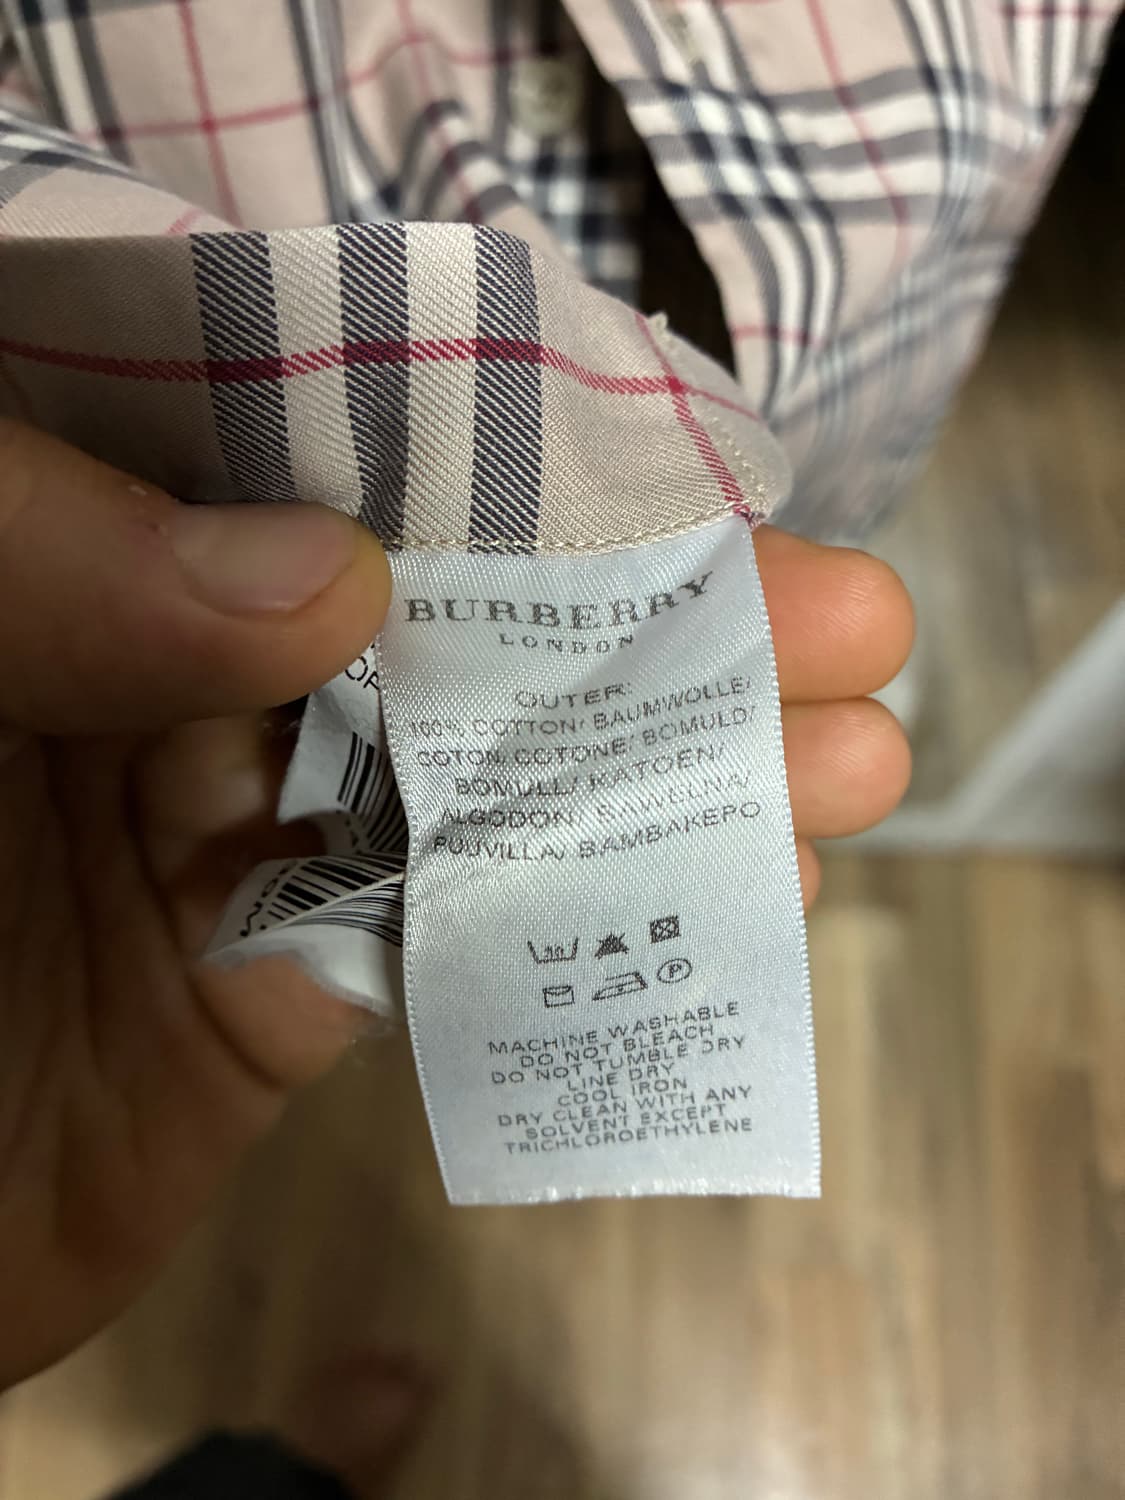 BURBERRY
LONDON
OUTER:
100% COTTON/ BAUMWOLLE/
COTON/ COTONE/ BOMULD/
BOMULL/ KATOEN/
ALGODON/ BAWELNA/
PUUVILLA/ BAMBAKEPO
P
MACHINE WASHABLE
DO NOT BLEACH
DO NOT TUMBLE DRY
LINE DRY
COOL IRON
DRY CLEAN WITH ANY
SOLVENT EXCEPT
TRICHLOROETHYLENE